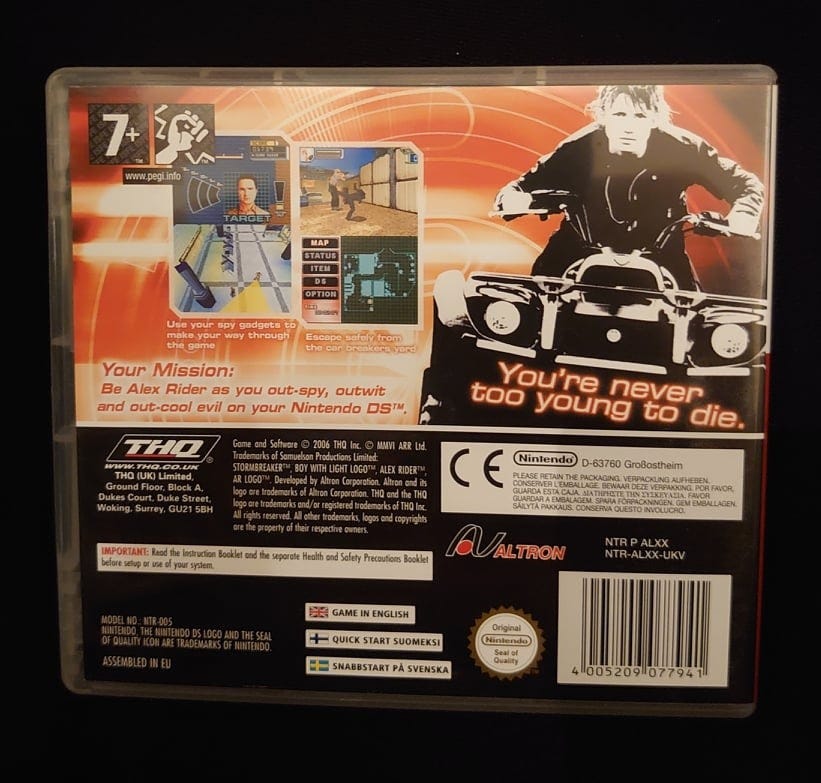 7+
™
www.pegi.info
TARGET
MAP
STATUS
ITEM
DS
OPTION
Use your spy gadgets to
make your way through
the game
Escape safely from
the car breakers yard
Your Mission:
Be Alex Rider as you out-spy, outwit
and out-cool evil on your Nintendo DS™.
You're never
too young to die.
THQ®
WWW.THQ.CO.UK
THQ (UK) Limited,
Ground Floor, Block A,
Dukes Court, Duke Street,
Woking, Surrey, GU21 5BH
Game and Software © 2006 THQ Inc. © MMVI ARR Ltd.
Trademarks of Samuelson Productions Limited:
STORMBREAKER™, BOY WITH LIGHT LOGO™, ALEX RIDER™,
AR LOGO™. Developed by Altron Corporation. Altron and its
logo are trademarks of Altron Corporation. THQ and the THQ
logo are trademarks and/or registered trademarks of THQ Inc.
All rights reserved. All other trademarks, logos and copyrights
are the property of their respective owners.
CE
Nintendo® D-63760 Großostheim
PLEASE RETAIN THE PACKAGING. VERPACKUNG AUFHEBEN.
CONSERVER L'EMBALLAGE. BEWAAR DEZE VERPAKKING. POR FAVOR,
GUARDA ESTA CAJA. ΔΙΑΤΗΡΗΣΤΕ ΤΗΝ ΣΥΣΚΕΥΑΣΙΑ. FAVOR
GUARDAR A EMBALAGEM. SPARA FÖRPACKNINGEN. GEM EMBALLAGEN.
SÄILYTÄ PAKKAUS. CONSERVA QUESTO INVOLUCRO.
IMPORTANT: Read the Instruction Booklet and the separate Health and Safety Precautions Booklet
before setup or use of your system.
ALTRON
NTR P ALXX
NTR-ALXX-UKV
MODEL NO.: NTR-005
NINTENDO, THE NINTENDO DS LOGO AND THE SEAL
OF QUALITY ICON ARE TRADEMARKS OF NINTENDO.
ASSEMBLED IN EU
GAME IN ENGLISH
QUICK START SUOMEKSI
SNABBSTART PÅ SVENSKA
Original
Nintendo
Seal of
Quality
™
4 005209 077941